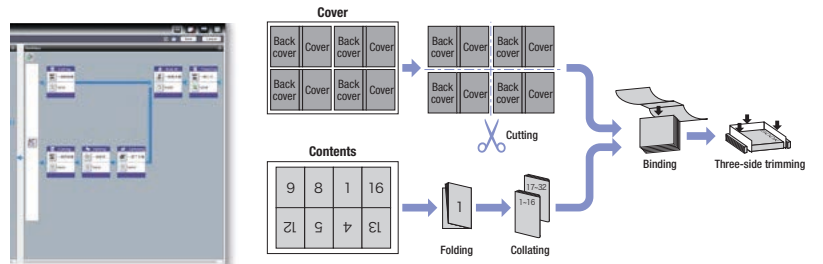 Cover
Back cover
Cover
Back cover
Cover
Back cover
Cover
Back cover
Cover
Back cover
Cover
Back cover
Cover
Back cover
Cover
Back cover
Cover
Cutting
Contents
9 8 1 16
12 5 4 13
1
Folding
17–32
1–16
Collating
Binding
Three-side trimming